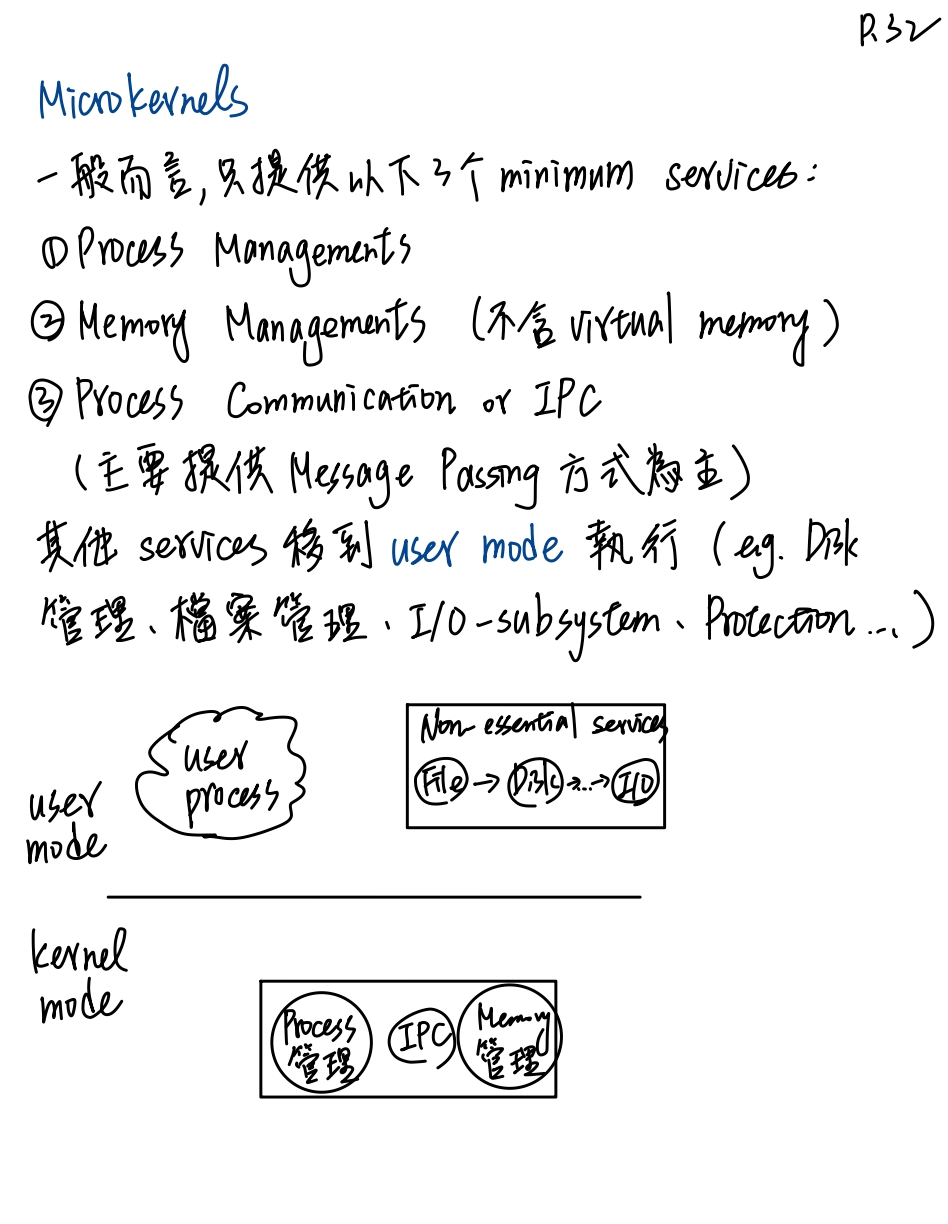 P.32
Microkernels
一般而言,只提供以下3个 minimum services:
① Process Managements
② Memory Managements (不含 virtual memory)
③ Process Communication or IPC
(主要提供 Message Passing 方式為主)
其他 services 移到 user mode 執行 (e.g. Disk
管理、檔案管理、I/O-subsystem、Protection...)
user
process
Non-essential services
File → Disk →...→ I/O
user
mode
kernel
mode
Process
管理
IPC
Memory
管理